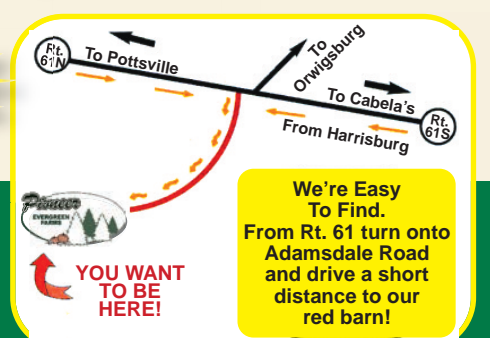 Rt.
61N
To Pottsville
To
Orwigsburg
To Cabela's
Rt.
61S
From Harrisburg
Pioneer
EVERGREEN
FARMS
YOU WANT
TO BE
HERE!
We're Easy
To Find.
From Rt. 61 turn onto
Adamsdale Road
and drive a short
distance to our
red barn!